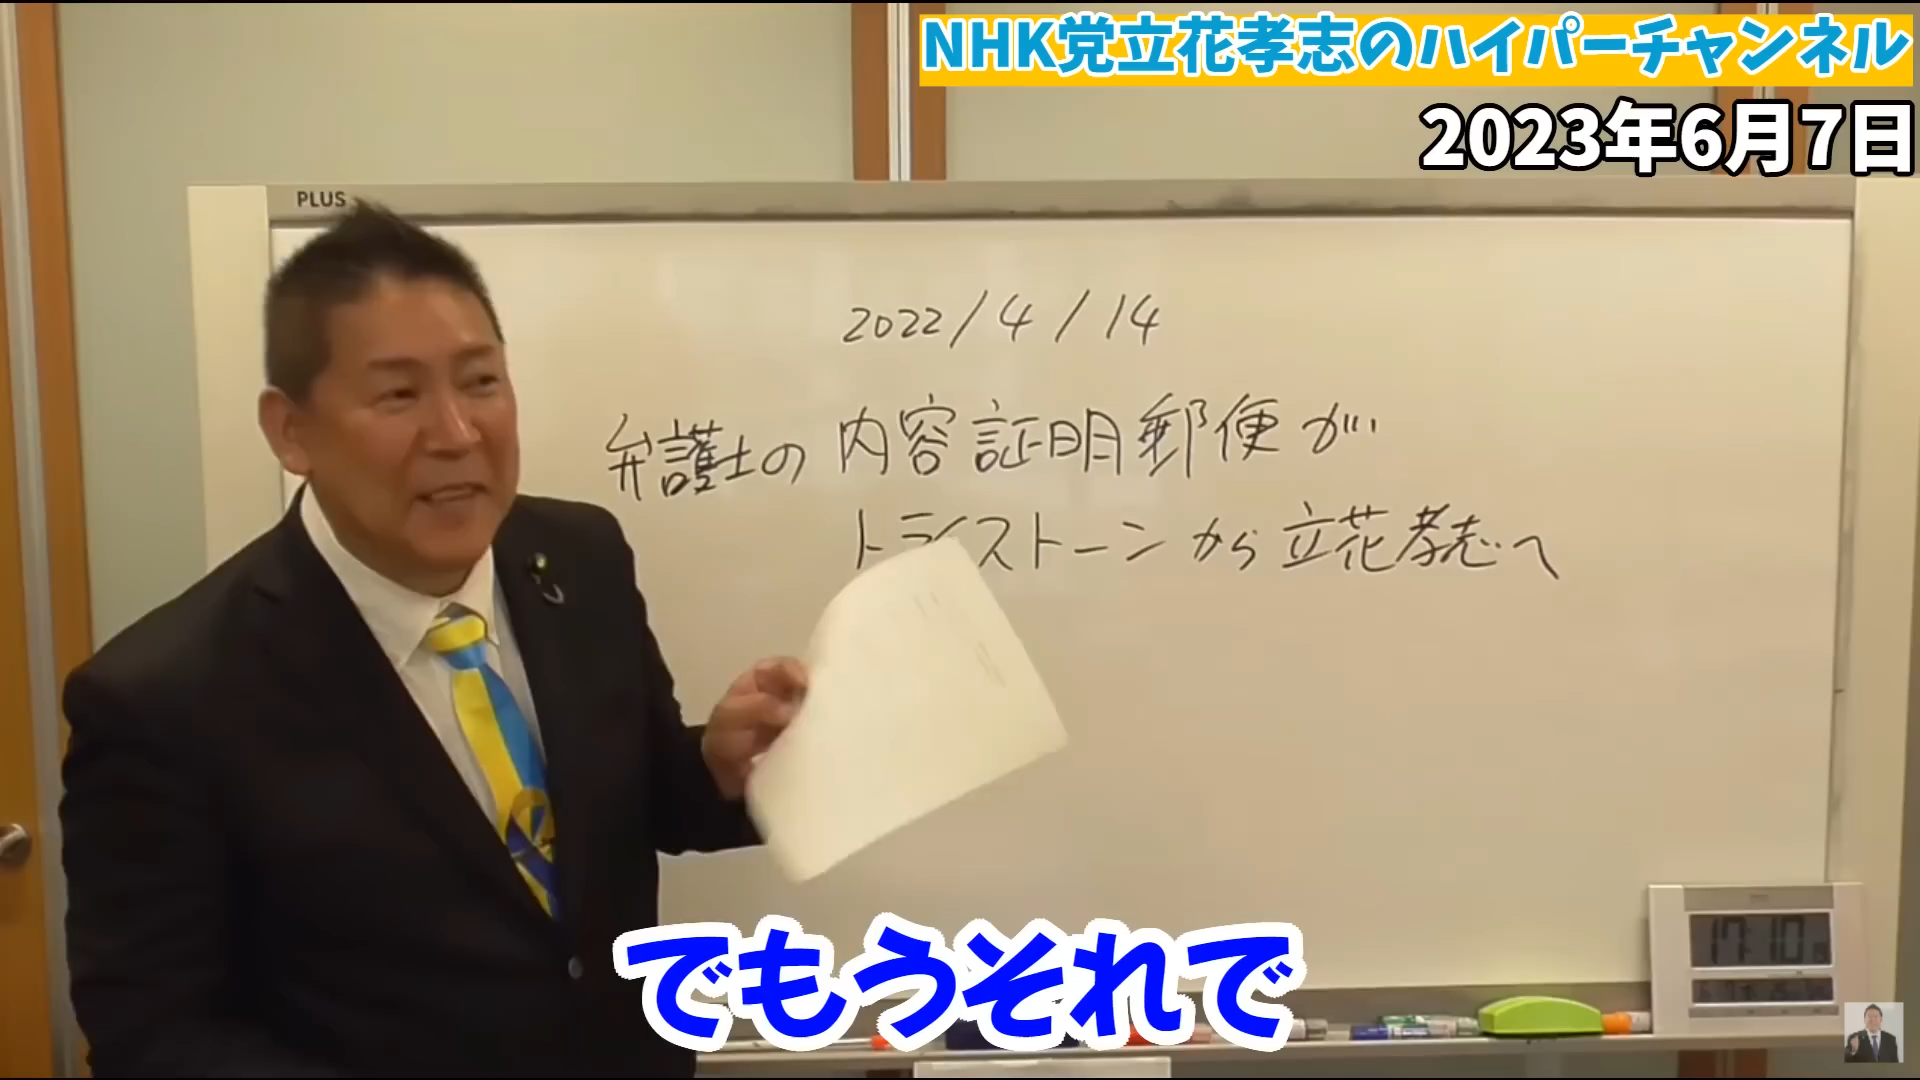 NHK党立花孝志のハイパーチャンネル
2023年6月7日
PLUS
2022/4/14
弁護士の内容証明郵便が
トライストーンから立花孝志へ
でもうそれで
17:10